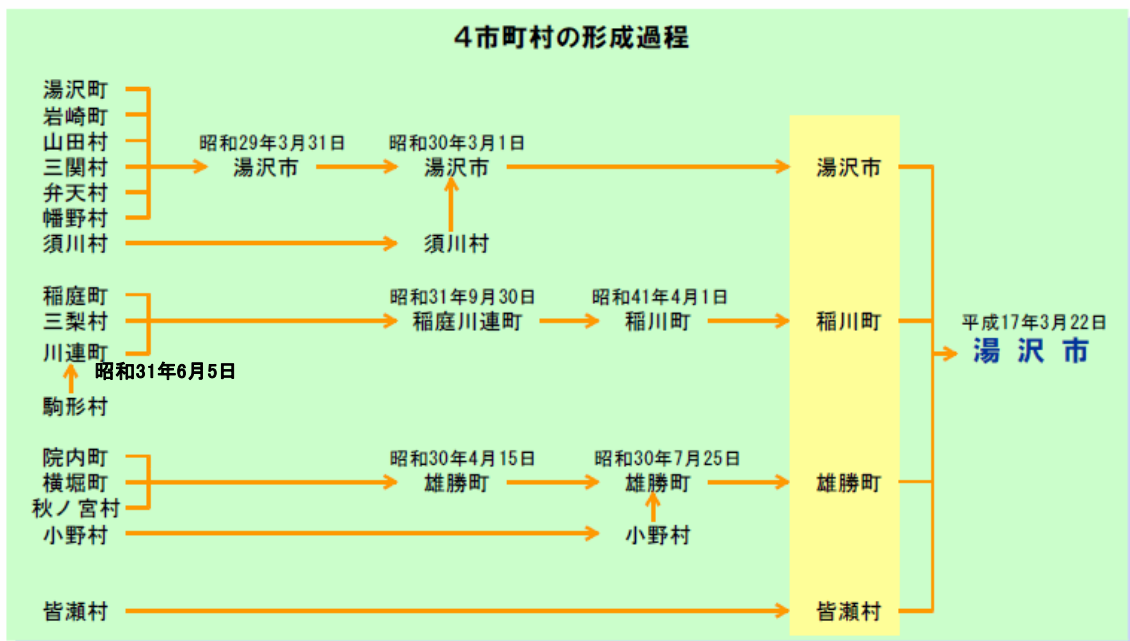 4市町村の形成過程
湯沢町
岩崎町
山田村
三関村
弁天村
幡野村
須川村
昭和29年3月31日
湯沢市
昭和30年3月1日
湯沢市
須川村
湯沢市
稲庭町
三梨村
川連町
昭和31年6月5日
駒形村
昭和31年9月30日
稲庭川連町
昭和41年4月1日
稲川町
稲川町
院内町
横堀町
秋ノ宮村
小野村
昭和30年4月15日
雄勝町
昭和30年7月25日
雄勝町
小野村
雄勝町
皆瀬村
皆瀬村
平成17年3月22日
湯沢市